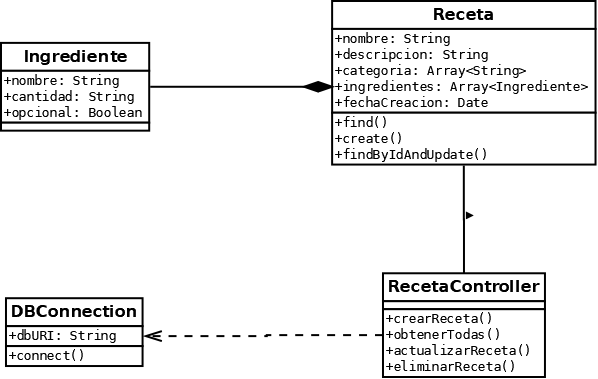 Receta
+nombre: String
+descripcion: String
+categoria: Array<String>
+ingredientes: Array<Ingrediente>
+fechaCreacion: Date
+find()
+create()
+findByIdAndUpdate()
Ingrediente
+nombre: String
+cantidad: String
+opcional: Boolean
RecetaController
+crearReceta()
+obtenerTodas()
+actualizarReceta()
+eliminarReceta()
DBConnection
+dbURI: String
+connect()